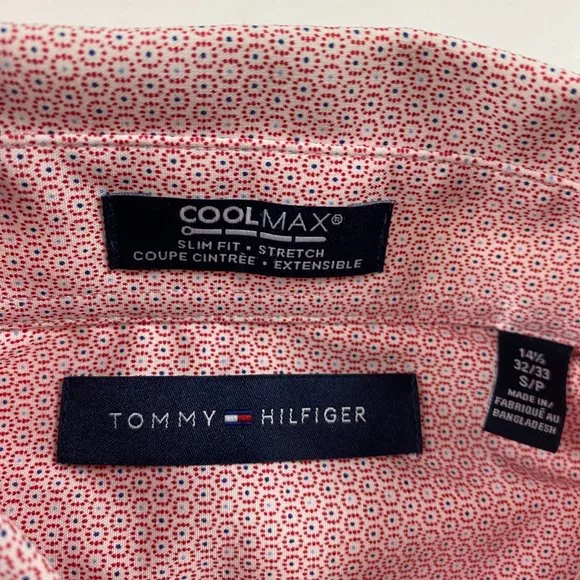 COOLMAX®
SLIM FIT • STRETCH
COUPE CINTRÉE • EXTENSIBLE
TOMMY HILFIGER
14½
32/33
S/P
MADE IN/
FABRIQUÉ AU
BANGLADESH